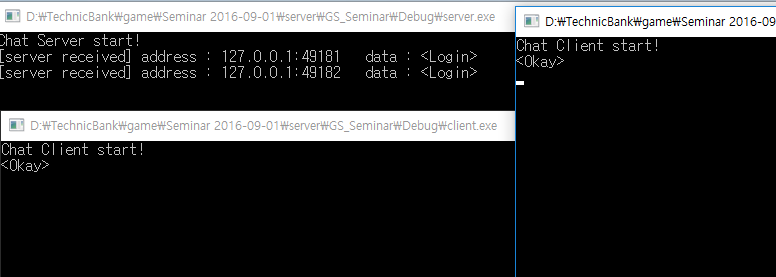 D:₩TechnicBank₩game₩Seminar 2016-09-01₩server₩GS_Seminar₩Debug₩server.exe
Chat Server start!
[server received] address : 127.0.0.1:49181 data : <Login>
[server received] address : 127.0.0.1:49182 data : <Login>
D:₩TechnicBank₩game₩Seminar 2016-09-01₩server₩GS_Seminar₩Debug₩client.exe
Chat Client start!
<Okay>
D:₩TechnicBank₩game₩Seminar 2016-09
Chat Client start!
<Okay>